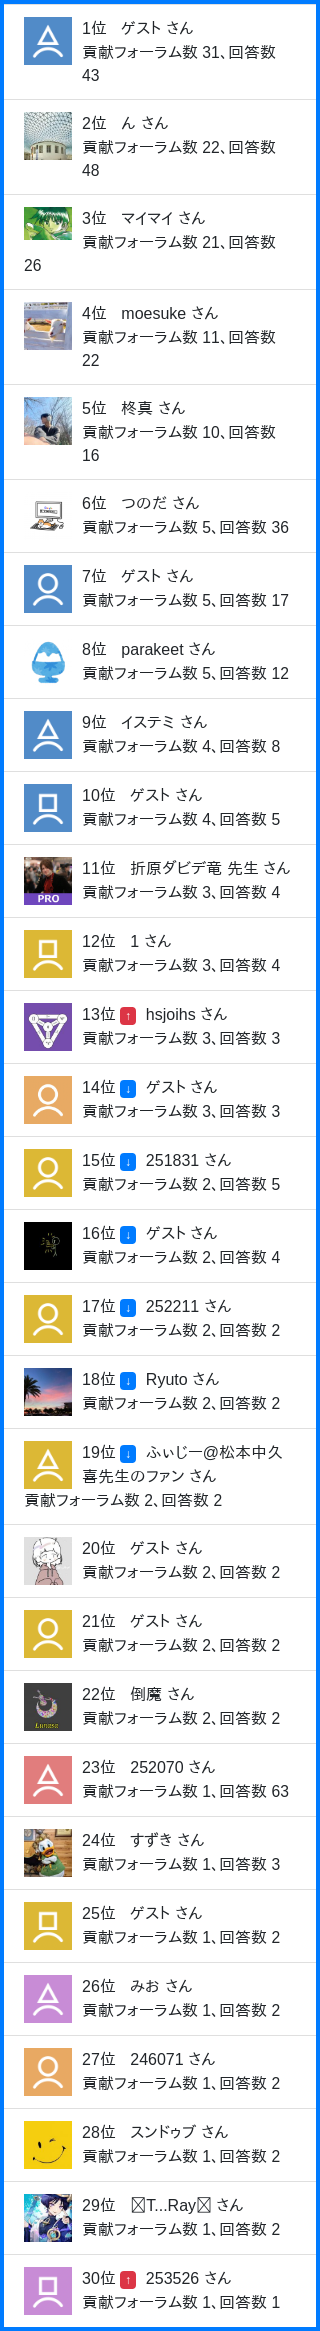 1位 ゲスト さん
貢献フォーラム数 31、回答数
43
2位 ん さん
貢献フォーラム数 22、回答数
48
3位 マイマイ さん
貢献フォーラム数 21、回答数
26
4位 moesuke さん
貢献フォーラム数 11、回答数
22
5位 柊真 さん
貢献フォーラム数 10、回答数
16
6位 つのだ さん
貢献フォーラム数 5、回答数 36
7位 ゲスト さん
貢献フォーラム数 5、回答数 17
8位 parakeet さん
貢献フォーラム数 5、回答数 12
9位 イステミ さん
貢献フォーラム数 4、回答数 8
10位 ゲスト さん
貢献フォーラム数 4、回答数 5
11位 折原ダビデ竜 先生 さん
貢献フォーラム数 3、回答数 4
PRO
12位 1 さん
貢献フォーラム数 3、回答数 4
13位 ↑ hsjoihs さん
貢献フォーラム数 3、回答数 3
14位 ↓ ゲスト さん
貢献フォーラム数 3、回答数 3
15位 ↓ 251831 さん
貢献フォーラム数 2、回答数 5
16位 ↓ ゲスト さん
貢献フォーラム数 2、回答数 4
17位 ↓ 252211 さん
貢献フォーラム数 2、回答数 2
18位 ↓ Ryuto さん
貢献フォーラム数 2、回答数 2
19位 ↓ ふぃじー@松本中久
喜先生のファン さん
貢献フォーラム数 2、回答数 2
20位 ゲスト さん
貢献フォーラム数 2、回答数 2
21位 ゲスト さん
貢献フォーラム数 2、回答数 2
22位 倒魔 さん
貢献フォーラム数 2、回答数 2
23位 252070 さん
貢献フォーラム数 1、回答数 63
24位 すずき さん
貢献フォーラム数 1、回答数 3
25位 ゲスト さん
貢献フォーラム数 1、回答数 2
26位 みお さん
貢献フォーラム数 1、回答数 2
27位 246071 さん
貢献フォーラム数 1、回答数 2
28位 スンドゥブ さん
貢献フォーラム数 1、回答数 2
29位 T...Ray さん
貢献フォーラム数 1、回答数 2
30位 ↑ 253526 さん
貢献フォーラム数 1、回答数 1